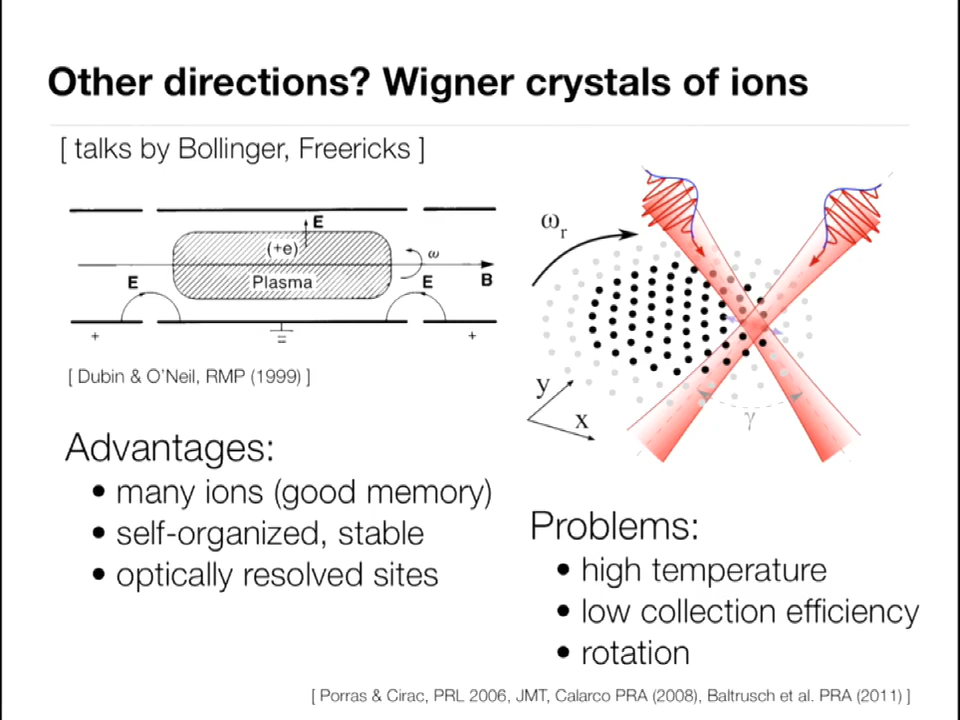 Other directions? Wigner crystals of ions
[ talks by Bollinger, Freericks ]
E
(+e)
ω
Plasma
E
E
B
+
+
[ Dubin & O'Neil, RMP (1999) ]
ωr
y
x
γ
Advantages:
• many ions (good memory)
• self-organized, stable
• optically resolved sites
Problems:
• high temperature
• low collection efficiency
• rotation
[ Porras & Cirac, PRL 2006, JMT, Calarco PRA (2008), Baltrusch et al. PRA (2011) ]